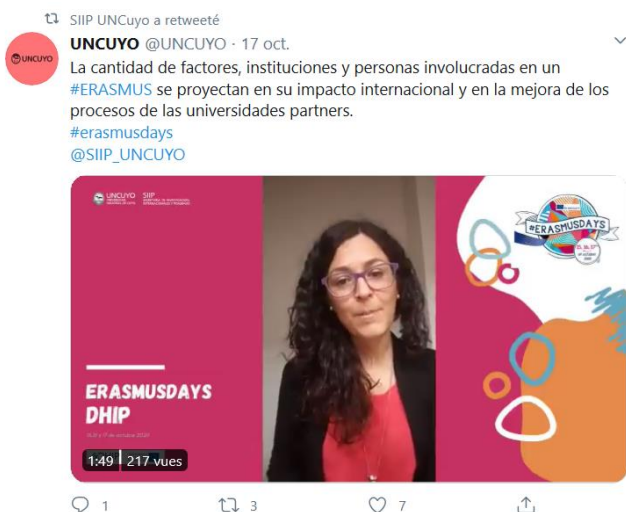 SIIP UNCuyo a retweeté
UNCUYO @UNCUYO · 17 oct.
UNCUYO
La cantidad de factores, instituciones y personas involucradas en un
#ERASMUS se proyectan en su impacto internacional y en la mejora de los
procesos de las universidades partners.
#erasmusdays
@SIIP_UNCUYO
UNCUYO
SIIP
#ERASMUSDAYS
ERASMUSDAYS
DHIP
1:49 217 vues
1 3 7